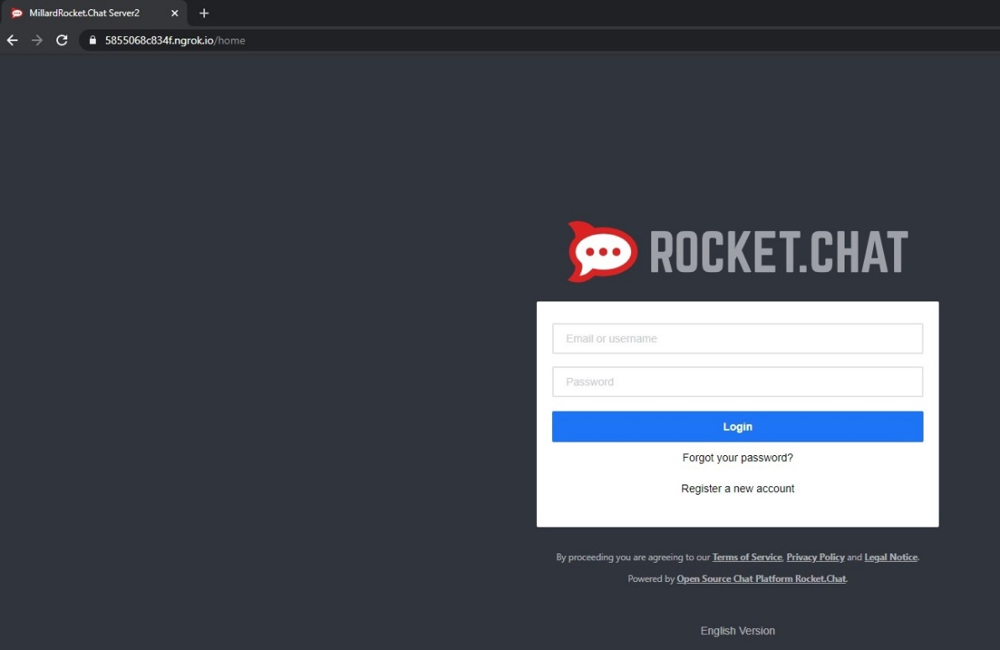 MillardRocket.Chat Server2
5855068c834f.ngrok.io/home
ROCKET.CHAT
Email or username
Password
Login
Forgot your password?
Register a new account
By proceeding you are agreeing to our Terms of Service, Privacy Policy and Legal Notice.
Powered by Open Source Chat Platform Rocket.Chat.
English Version